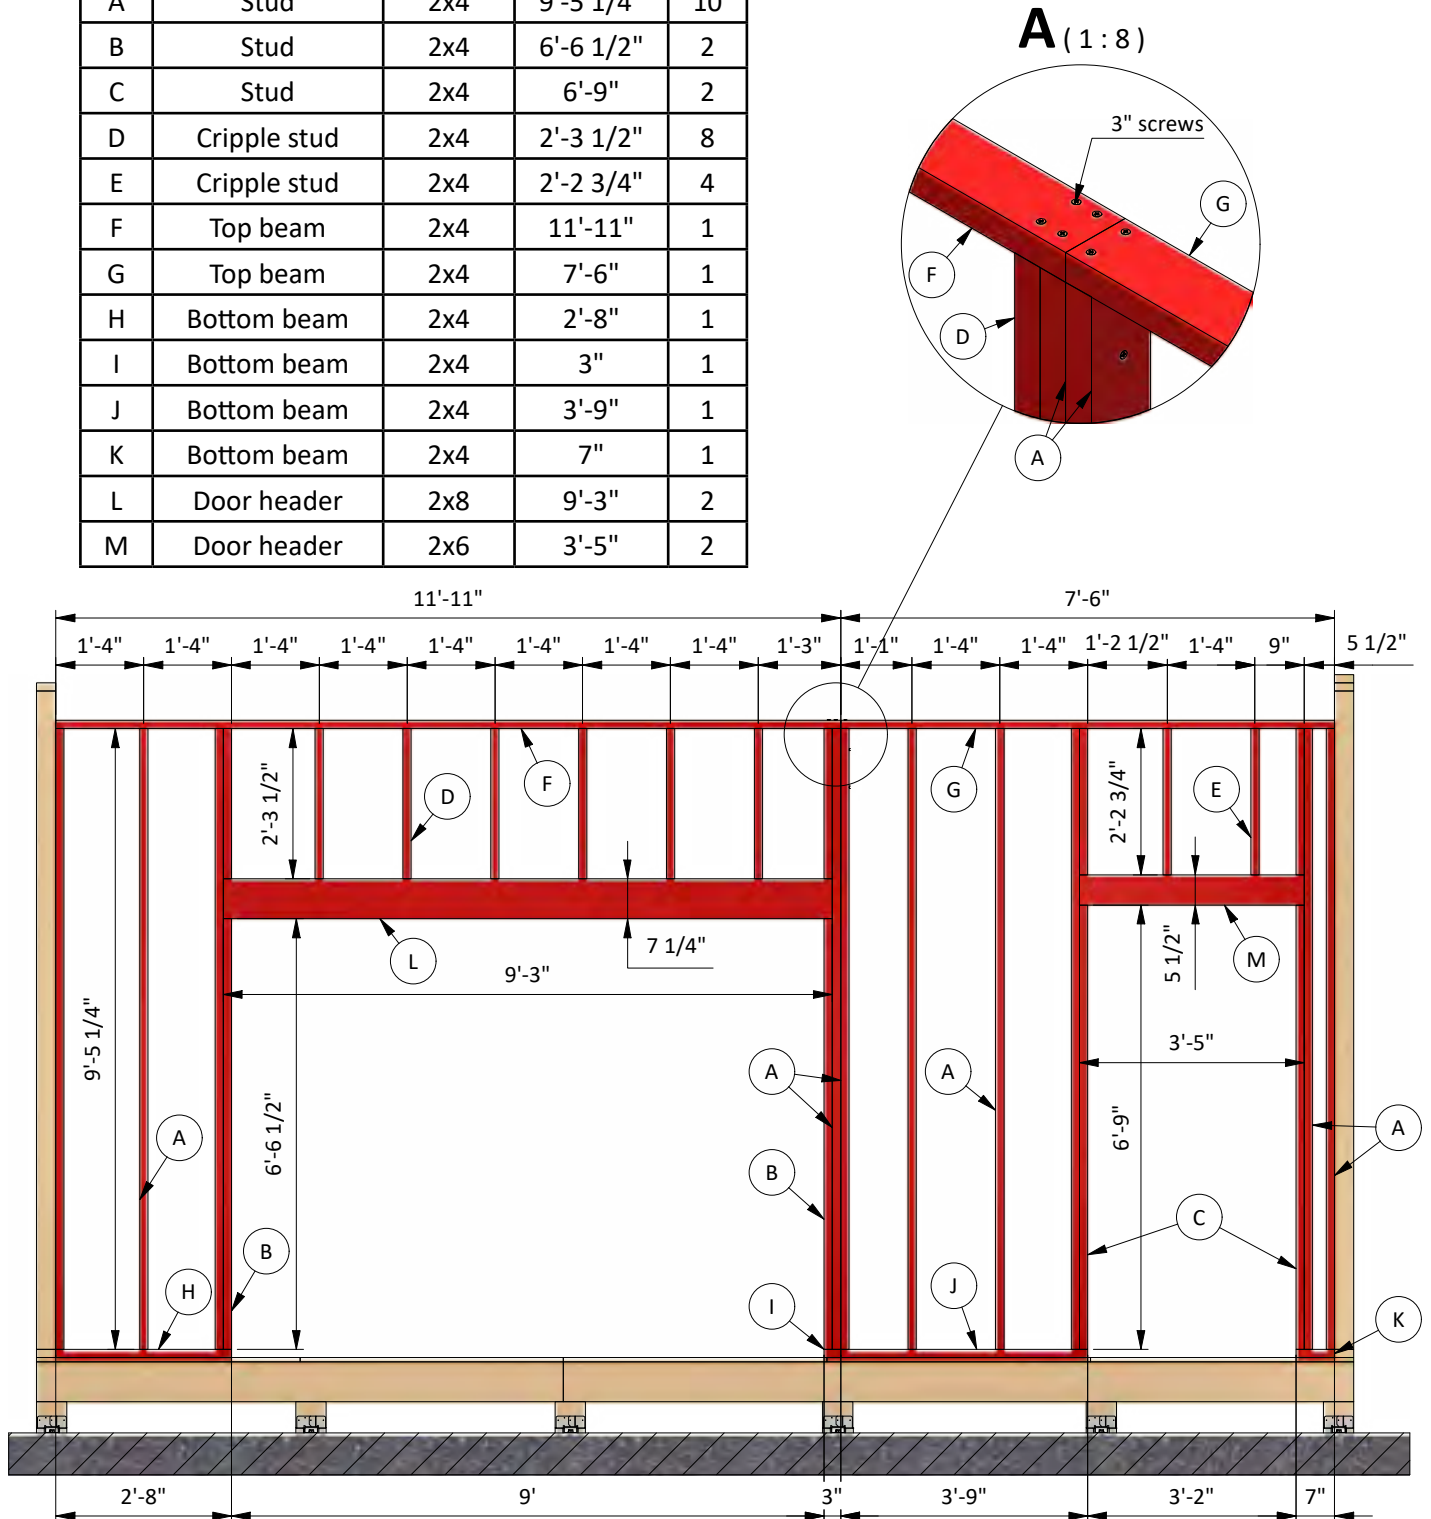 A Stud 2x4 9'-5 1/4" 10
B Stud 2x4 6'-6 1/2" 2
C Stud 2x4 6'-9" 2
D Cripple stud 2x4 2'-3 1/2" 8
E Cripple stud 2x4 2'-2 3/4" 4
F Top beam 2x4 11'-11" 1
G Top beam 2x4 7'-6" 1
H Bottom beam 2x4 2'-8" 1
I Bottom beam 2x4 3" 1
J Bottom beam 2x4 3'-9" 1
K Bottom beam 2x4 7" 1
L Door header 2x8 9'-3" 2
M Door header 2x6 3'-5" 2
A ( 1 : 8 )
3" screws
G
F
D
A
11'-11" 7'-6"
1'-4" 1'-4" 1'-4" 1'-4" 1'-4" 1'-4" 1'-4" 1'-4" 1'-3" 1'-1" 1'-4" 1'-4" 1'-2 1/2" 1'-4" 9" 5 1/2"
2'-3 1/2"
D
F
G
2'-2 3/4"
E
L
7 1/4"
5 1/2"
M
9'-3"
9'-5 1/4"
3'-5"
A
A
6'-6 1/2"
6'-9"
A
A
B
C
B
H
I
J
K
2'-8" 9' 3" 3'-9" 3'-2" 7"